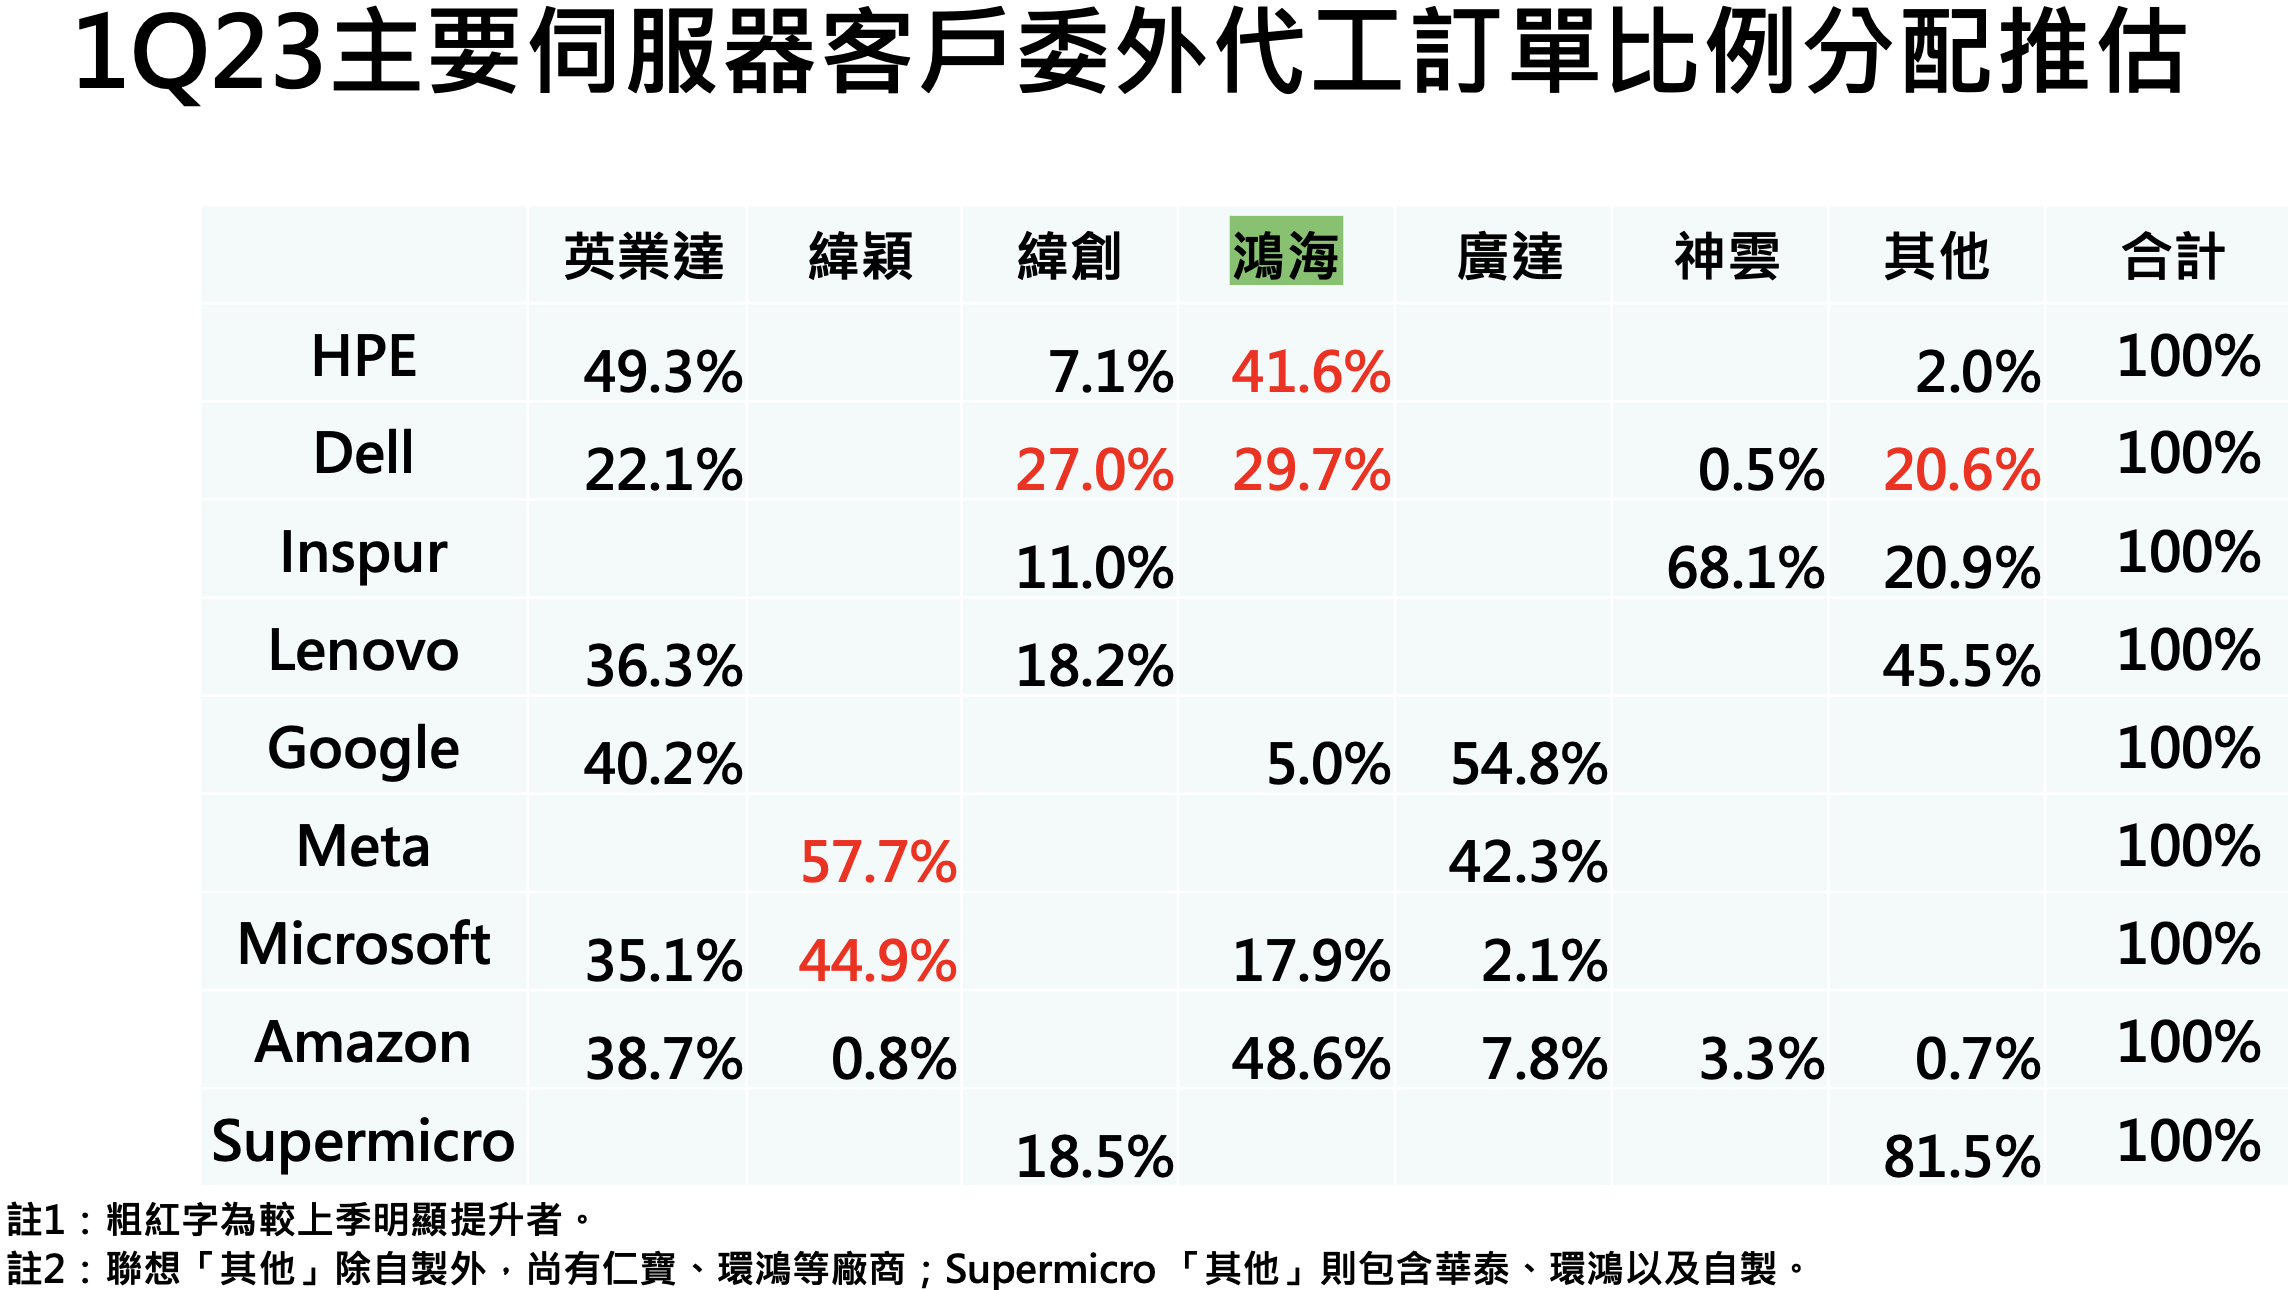 1Q23主要伺服器客戶委外代工訂單比例分配推估
英業達 緯穎 緯創 鴻海 廣達 神雲 其他 合計
HPE 49.3% 7.1% 41.6% 2.0% 100%
Dell 22.1% 27.0% 29.7% 0.5% 20.6% 100%
Inspur 11.0% 68.1% 20.9% 100%
Lenovo 36.3% 18.2% 45.5% 100%
Google 40.2% 5.0% 54.8% 100%
Meta 57.7% 42.3% 100%
Microsoft 35.1% 44.9% 17.9% 2.1% 100%
Amazon 38.7% 0.8% 48.6% 7.8% 3.3% 0.7% 100%
Supermicro 18.5% 81.5% 100%
註1：粗紅字為較上季明顯提升者。
註2：聯想「其他」除自製外，尚有仁寶、環鴻等廠商；Supermicro「其他」則包含華泰、環鴻以及自製。